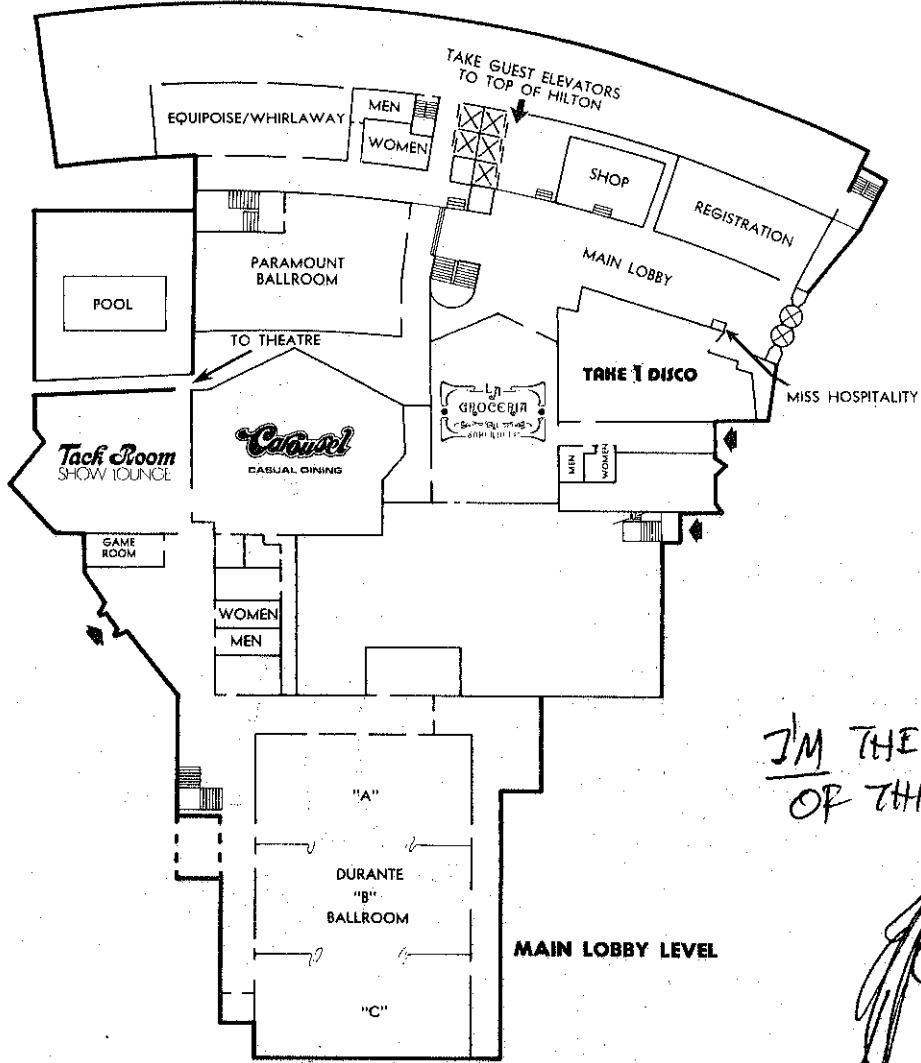 TAKE GUEST ELEVATORS
TO TOP OF HILTON
EQUIPOISE/WHIRLAWAY
MEN
WOMEN
SHOP
REGISTRATION
MAIN LOBBY
PARAMOUNT
BALLROOM
POOL
TO THEATRE
TAKE 1 DISCO
MISS HOSPITALITY
LA
GROCERIA
Tack Room
SHOW LOUNGE
Carousel
CASUAL DINING
MEN
WOMEN
GAME
ROOM
WOMEN
MEN
I'M THE
OF
"A"
DURANTE
"B"
BALLROOM
MAIN LOBBY LEVEL
"C"